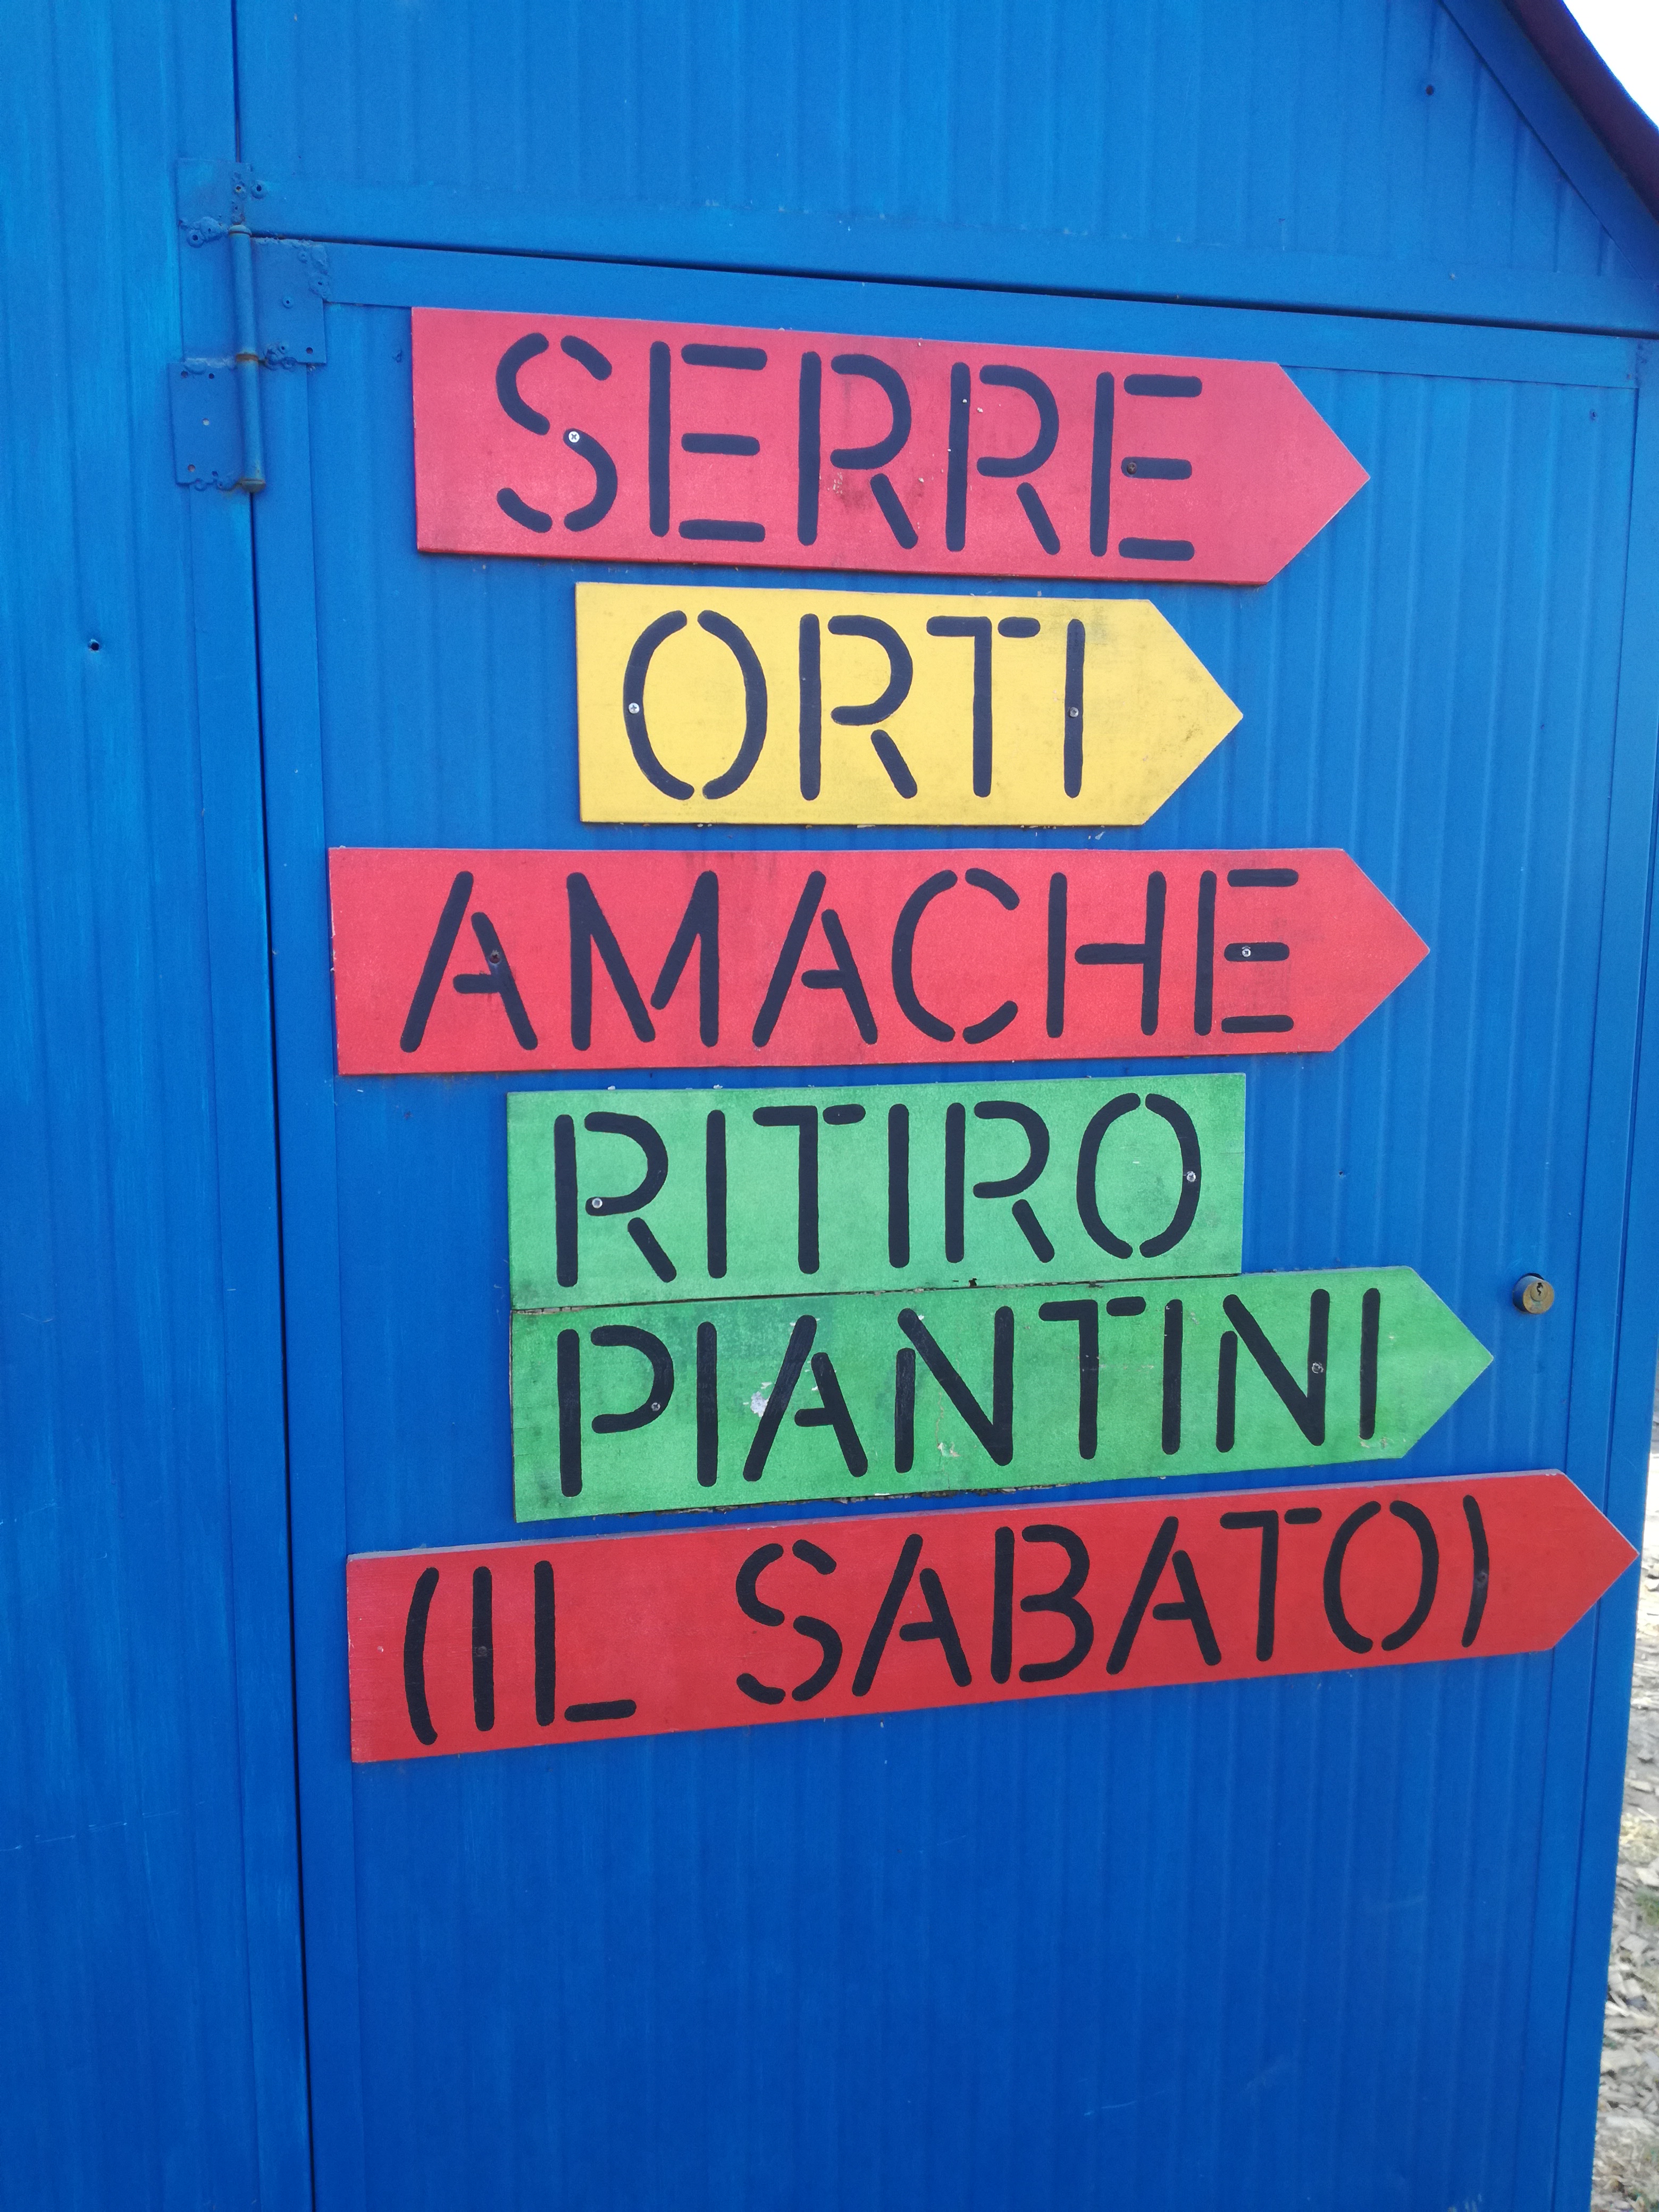 SERRE
ORTI
AMACHE
RITIRO
PIANTINI
(IL SABATO)